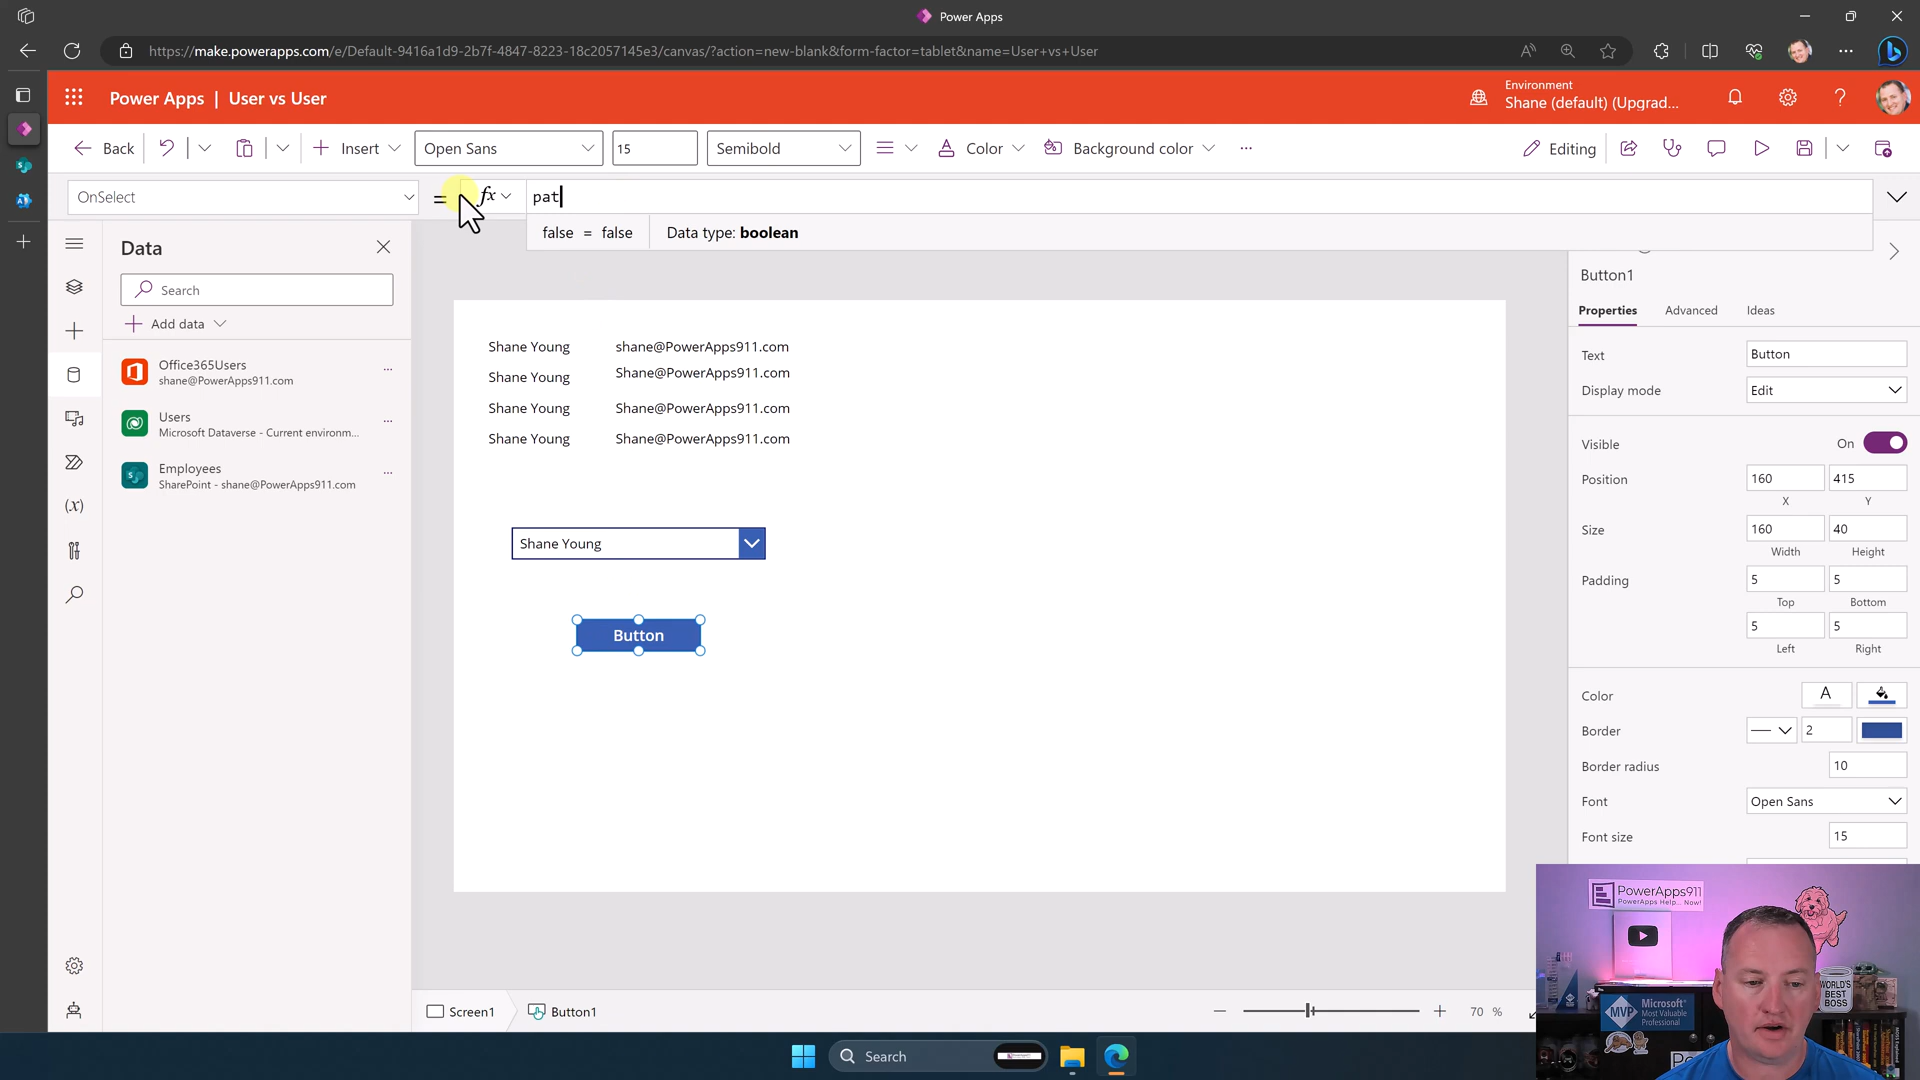 Power Apps
https://make.powerapps.com/e/Default-9416a1d9-2b7f-4847-8223-18c2057145e3/canvas/?action=new-blank&form-factor=tablet&name=User+vs+User
Power Apps | User vs User
Environment
Shane (default) (Upgrad...
Back
Insert
Open Sans
15
Semibold
Color
Background color
Editing
OnSelect
=
fx
pat
false = false
Data type: boolean
Data
Search
Add data
Office365Users
shane@PowerApps911.com
Users
Microsoft Dataverse - Current environm...
Employees
SharePoint - shane@PowerApps911.com
Shane Young shane@PowerApps911.com
Shane Young Shane@PowerApps911.com
Shane Young Shane@PowerApps911.com
Shane Young Shane@PowerApps911.com
Shane Young
Button
Button1
Properties
Advanced
Ideas
Text
Button
Display mode
Edit
Visible
On
Position
160
415
X
Y
Size
160
40
Width
Height
Padding
5
5
Top
Bottom
5
5
Left
Right
Color
A
Border
2
Border radius
10
Font
Open Sans
Font size
15
Screen1
Button1
70 %
PowerApps911
PowerApps Help... Now!
WORLD'S
BEST
BOSS
Microsoft
MVP
Most Valuable
Professional
Search